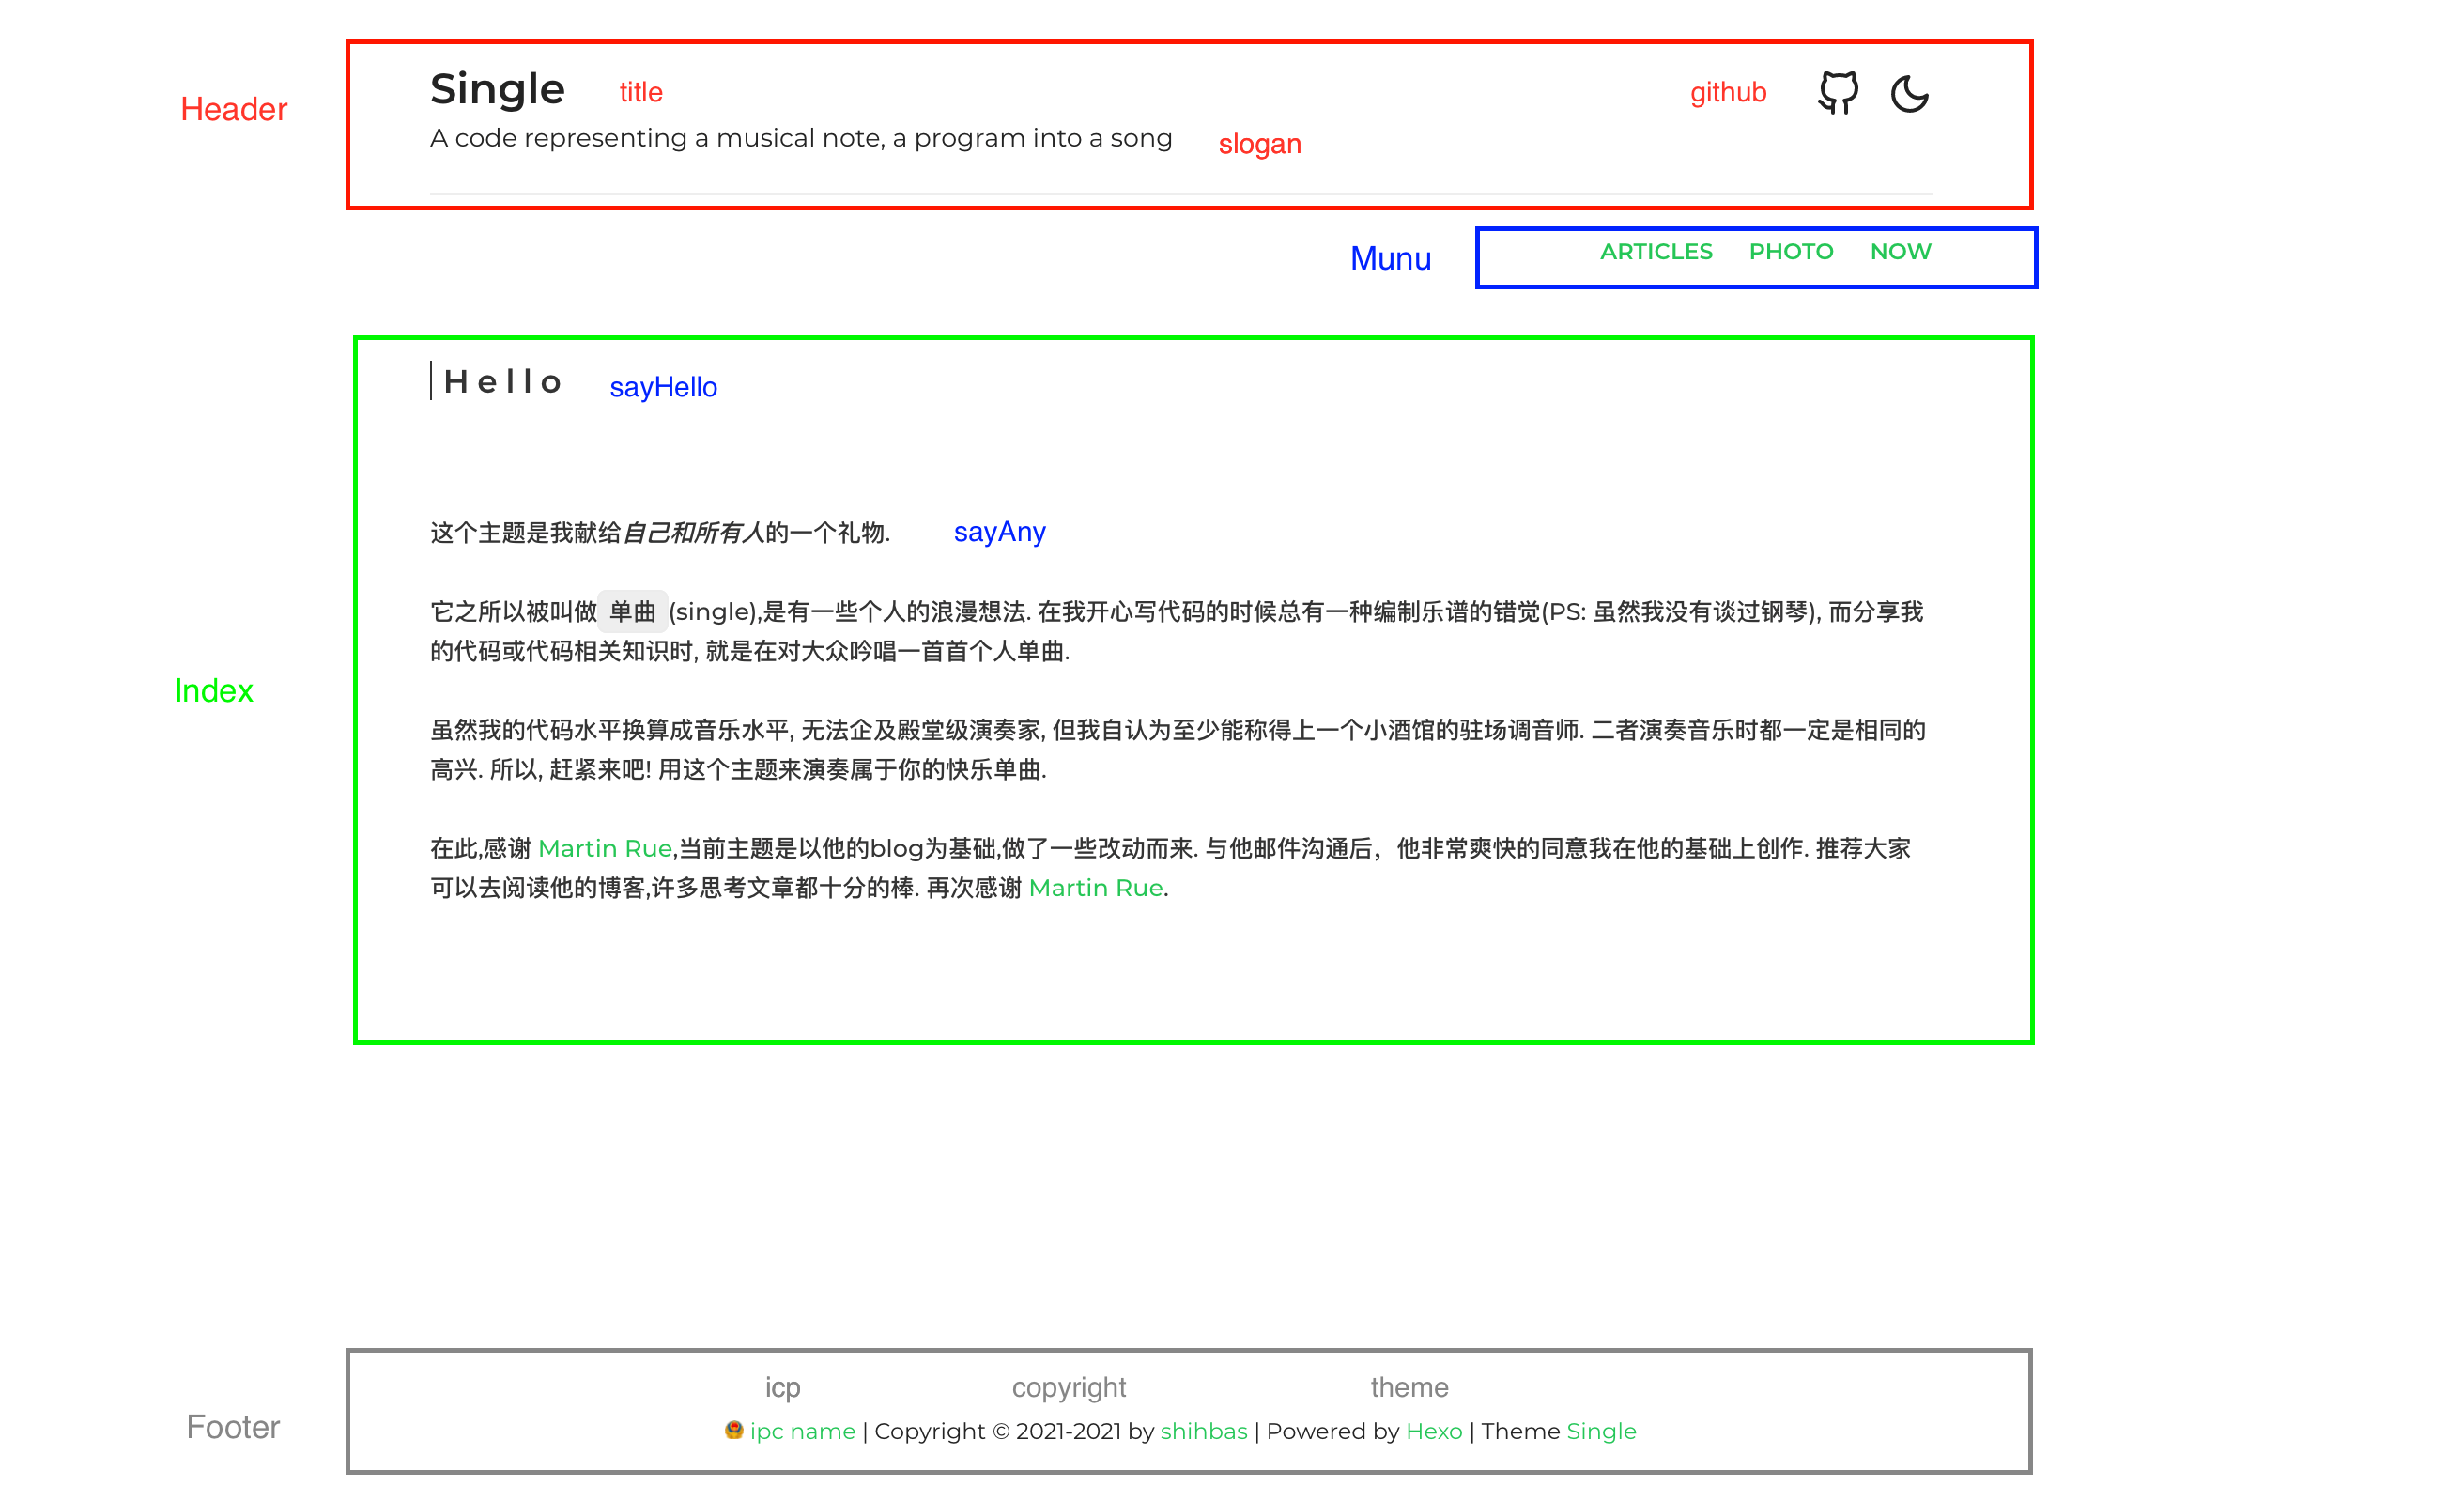 Header
Single title github
A code representing a musical note, a program into a song slogan
Munu ARTICLES PHOTO NOW
Hello sayHello
这个主题是我献给自己和所有人的一个礼物. sayAny
它之所以被叫做 单曲 (single),是有一些个人的浪漫想法. 在我开心写代码的时候总有一种编制乐谱的错觉(PS: 虽然我没有谈过钢琴), 而分享我
的代码或代码相关知识时, 就是在对大众吟唱一首首个人单曲.
Index
虽然我的代码水平换算成音乐水平, 无法企及殿堂级演奏家, 但我自认为至少能称得上一个小酒馆的驻场调音师. 二者演奏音乐时都一定是相同的
高兴. 所以, 赶紧来吧! 用这个主题来演奏属于你的快乐单曲.
在此,感谢 Martin Rue,当前主题是以他的blog为基础,做了一些改动而来. 与他邮件沟通后，他非常爽快的同意我在他的基础上创作. 推荐大家
可以去阅读他的博客,许多思考文章都十分的棒. 再次感谢 Martin Rue.
icp copyright theme
Footer
ipc name | Copyright © 2021-2021 by shihbas | Powered by Hexo | Theme Single